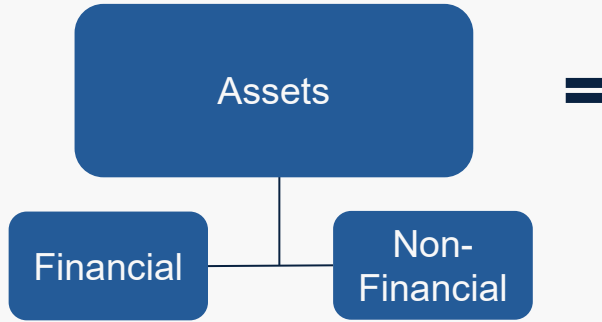 Assets
=
Financial
Non-
Financial